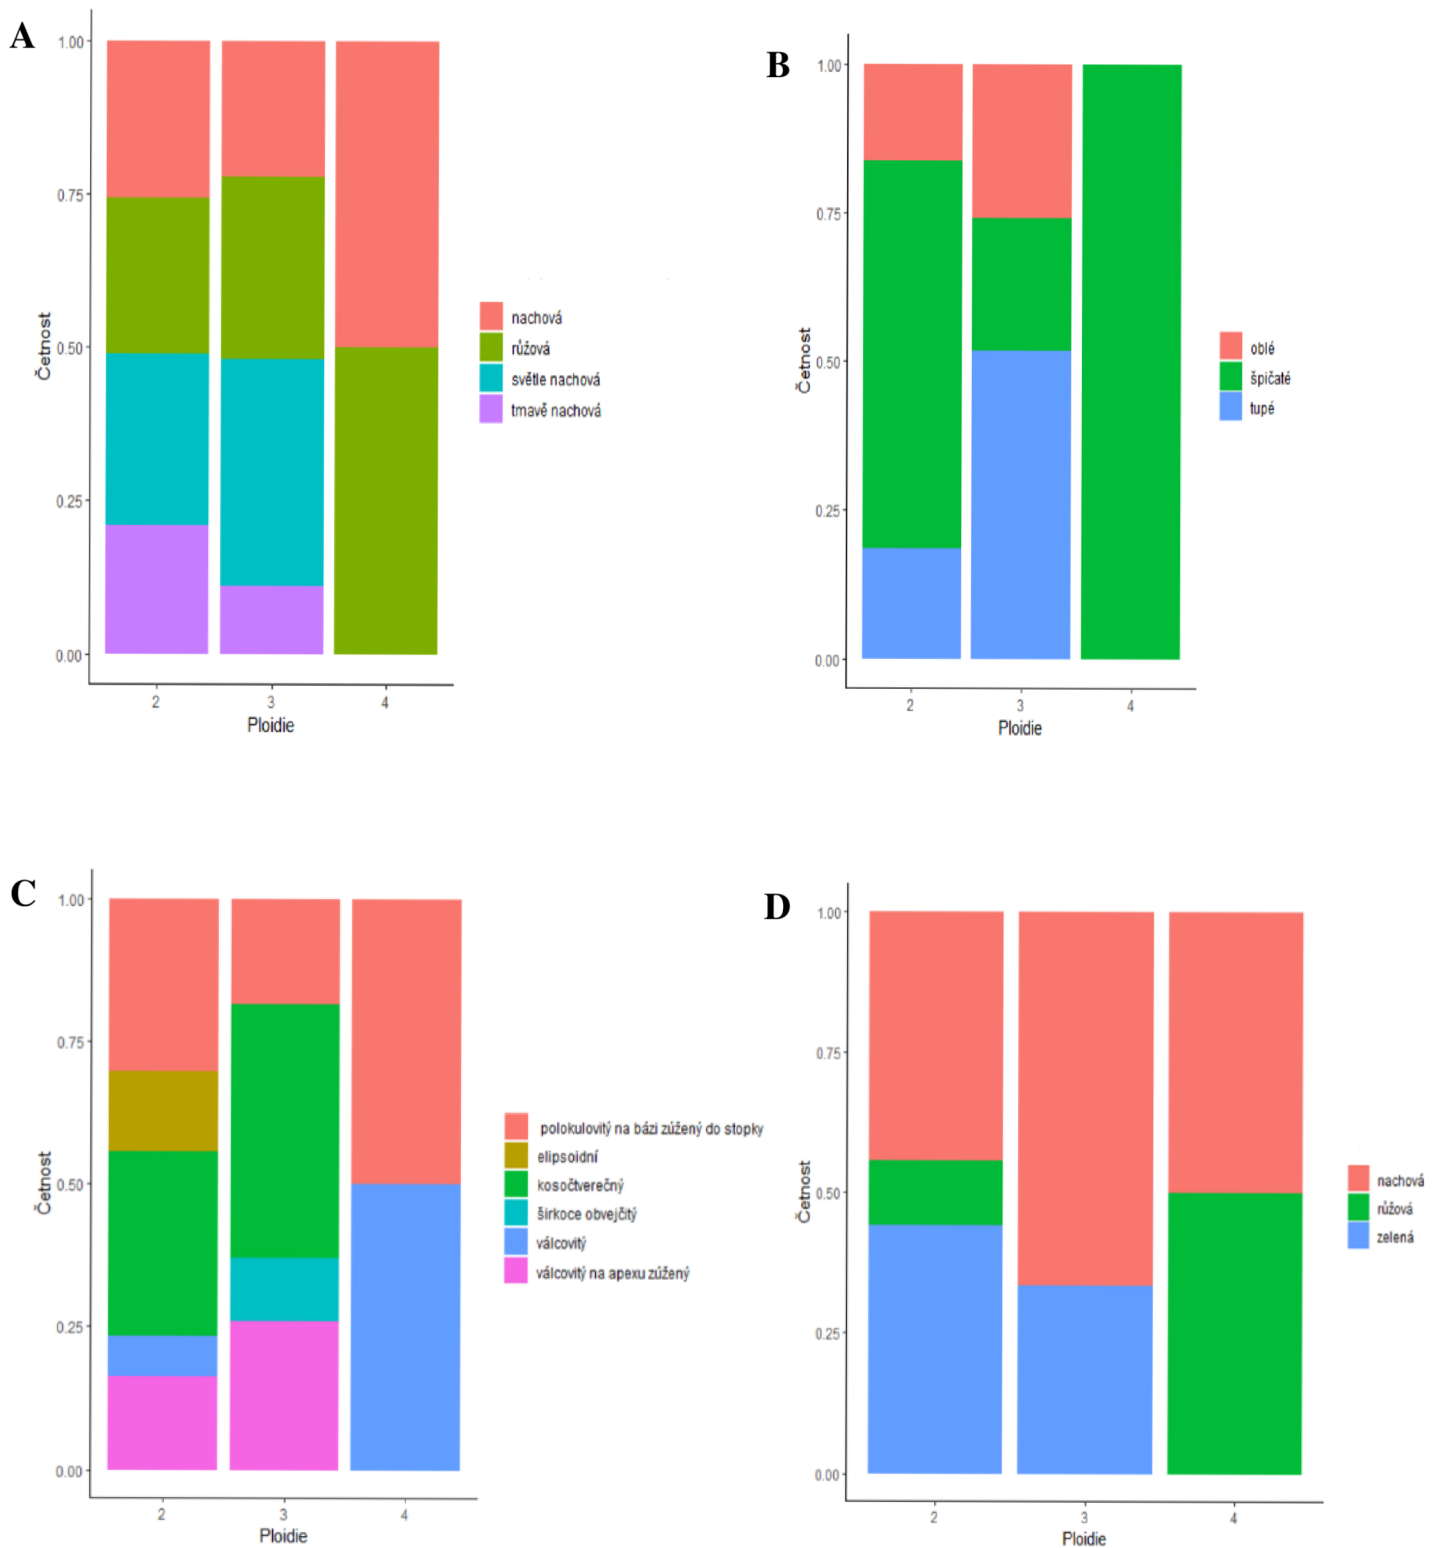 A
1.00
0.75
0.50
0.25
0.00
Četnost
2 3 4
Ploidie
nachová
růžová
světle nachová
tmavě nachová
B
1.00
0.75
0.50
0.25
0.00
Četnost
2 3 4
Ploidie
oblé
špičaté
tupé
C
1.00
0.75
0.50
0.25
0.00
Četnost
2 3 4
Ploidie
polokulovitý na bázi zúžený do stopky
elipsoidní
kosočtverečný
širkoce obvejčitý
válcovitý
válcovitý na apexu zúžený
D
1.00
0.75
0.50
0.25
0.00
Četnost
2 3 4
Ploidie
nachová
růžová
zelená